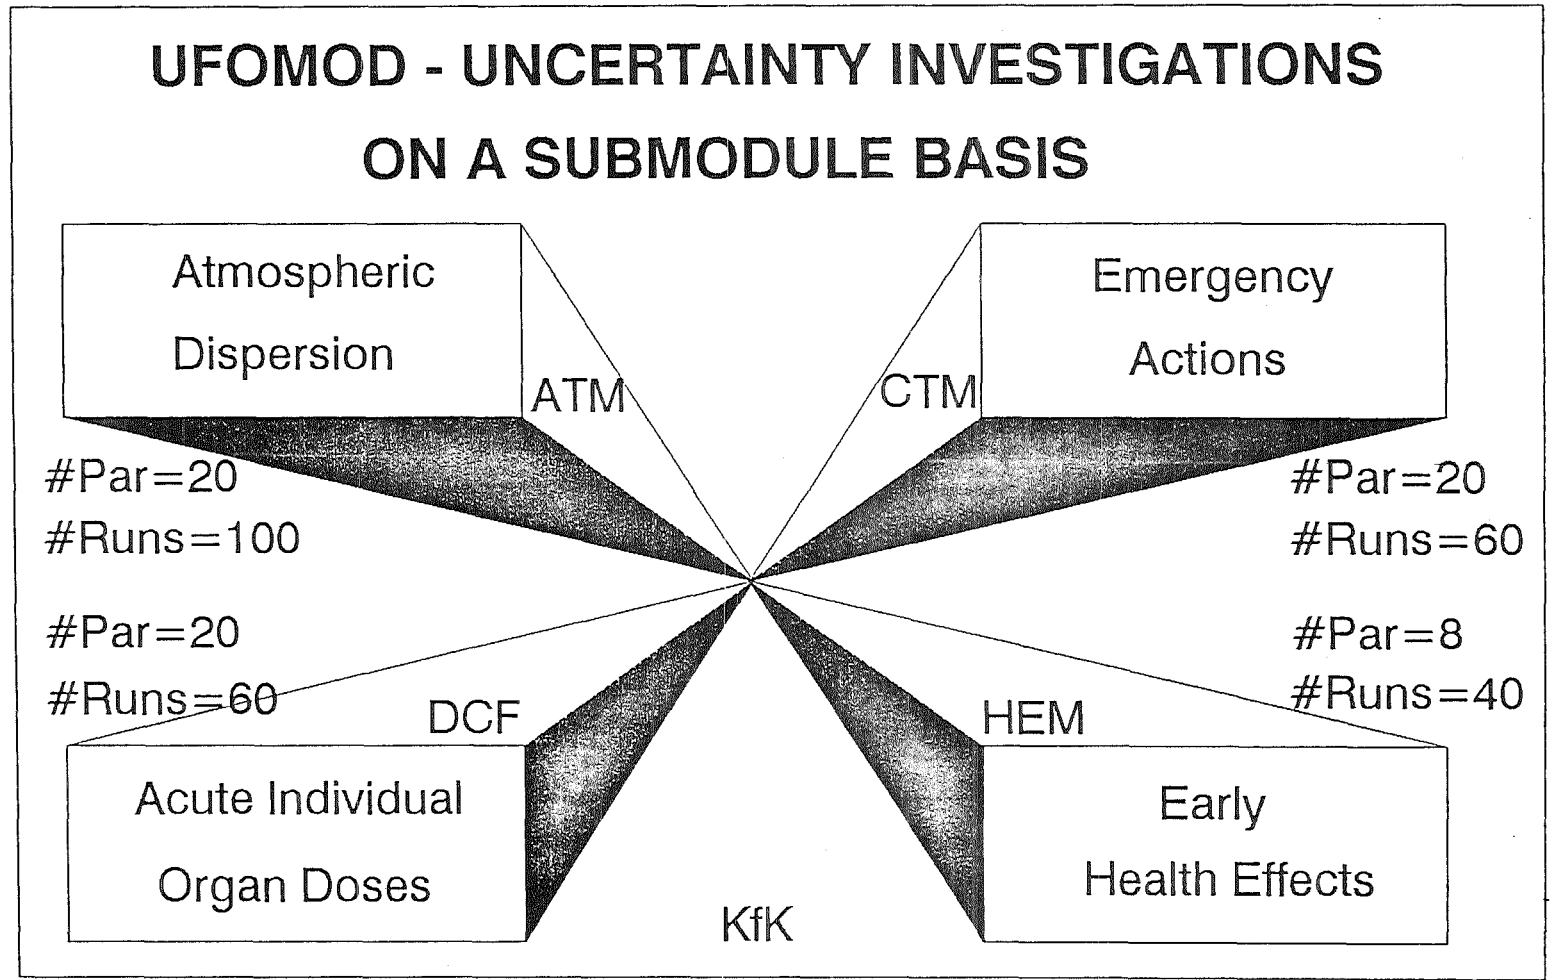 UFOMOD - UNCERTAINTY INVESTIGATIONS
ON A SUBMODULE BASIS
Atmospheric
Dispersion
ATM
#Par=20
#Runs=100
Emergency
Actions
CTM
#Par=20
#Runs=60
#Par=20
#Runs=60
DCF
Acute Individual
Organ Doses
#Par=8
#Runs=40
HEM
Early
Health Effects
KfK